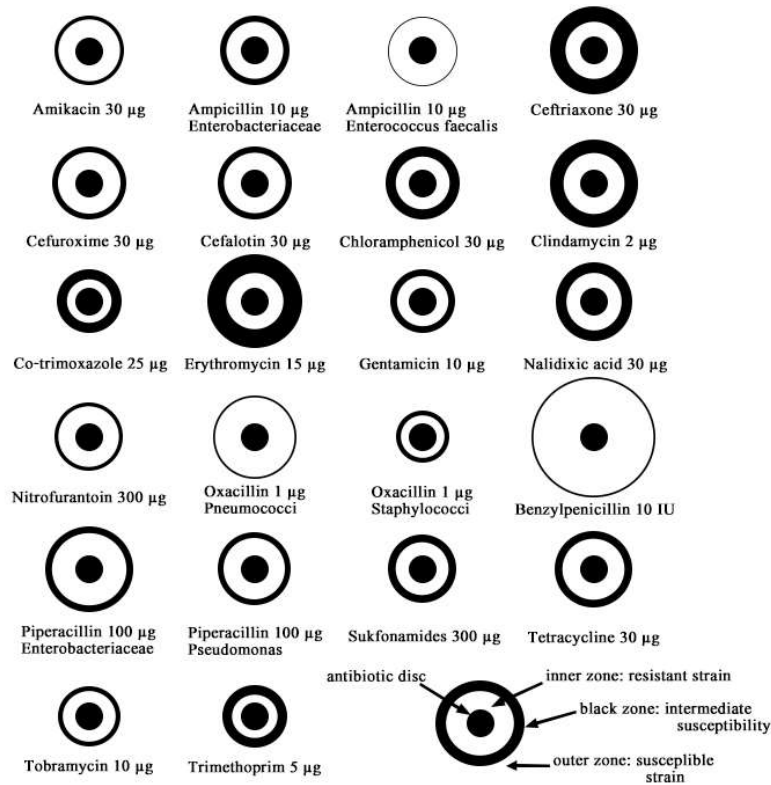 Amikacin 30 µg
Ampicillin 10 µg
Enterobacteriaceae
Ampicillin 10 µg
Enterococcus faecalis
Ceftriaxone 30 µg
Cefuroxime 30 µg
Cefalotin 30 µg
Chloramphenicol 30 µg
Clindamycin 2 µg
Co-trimoxazole 25 µg
Erythromycin 15 µg
Gentamicin 10 µg
Nalidixic acid 30 µg
Nitrofurantoin 300 µg
Oxacillin 1 µg
Pneumococci
Oxacillin 1 µg
Staphylococci
Benzylpenicillin 10 IU
Piperacillin 100 µg
Enterobacteriaceae
Piperacillin 100 µg
Pseudomonas
Sukfonamides 300 µg
Tetracycline 30 µg
Tobramycin 10 µg
Trimethoprim 5 µg
antibiotic disc
inner zone: resistant strain
black zone: intermediate
susceptibility
outer zone: susceplible
strain